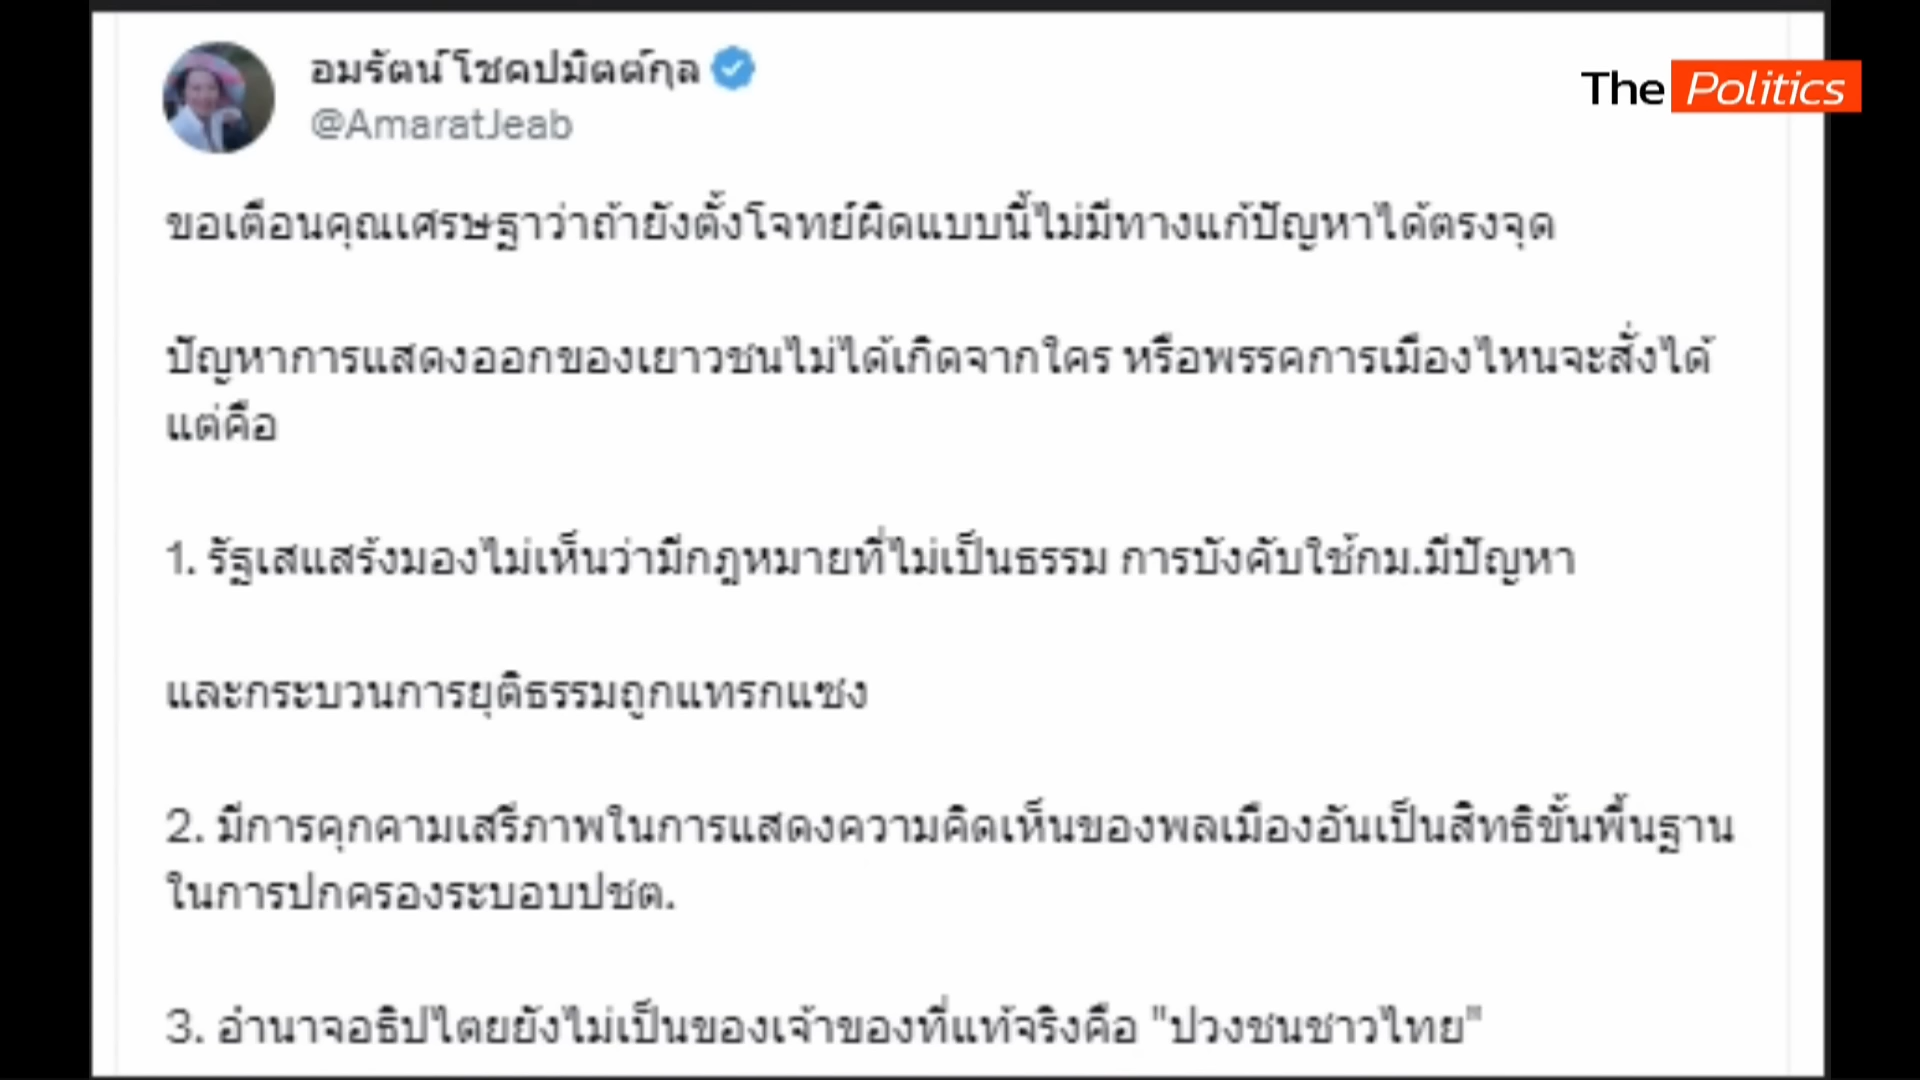 อมรัตน์ โชคปมิตต์กุล
The Politics
@AmaratJeab
ขอเตือนคุณเศรษฐาว่าถ้ายังตั้งโจทย์ผิดแบบนี้ไม่มีทางแก้ปัญหาได้ตรงจุด
ปัญหาการแสดงออกของเยาวชนไม่ได้เกิดจากใคร หรือพรรคการเมืองไหนจะสั่งได้
แต่คือ
1. รัฐเสแสร้งมองไม่เห็นว่ามีกฎหมายที่ไม่เป็นธรรม การบังคับใช้กม.มีปัญหา
และกระบวนการยุติธรรมถูกแทรกแซง
2. มีการคุกคามเสรีภาพในการแสดงความคิดเห็นของพลเมืองอันเป็นสิทธิขั้นพื้นฐาน
ในการปกครองระบอบปชต.
3. อำนาจอธิปไตยยังไม่เป็นของเจ้าของที่แท้จริงคือ "ปวงชนชาวไทย"